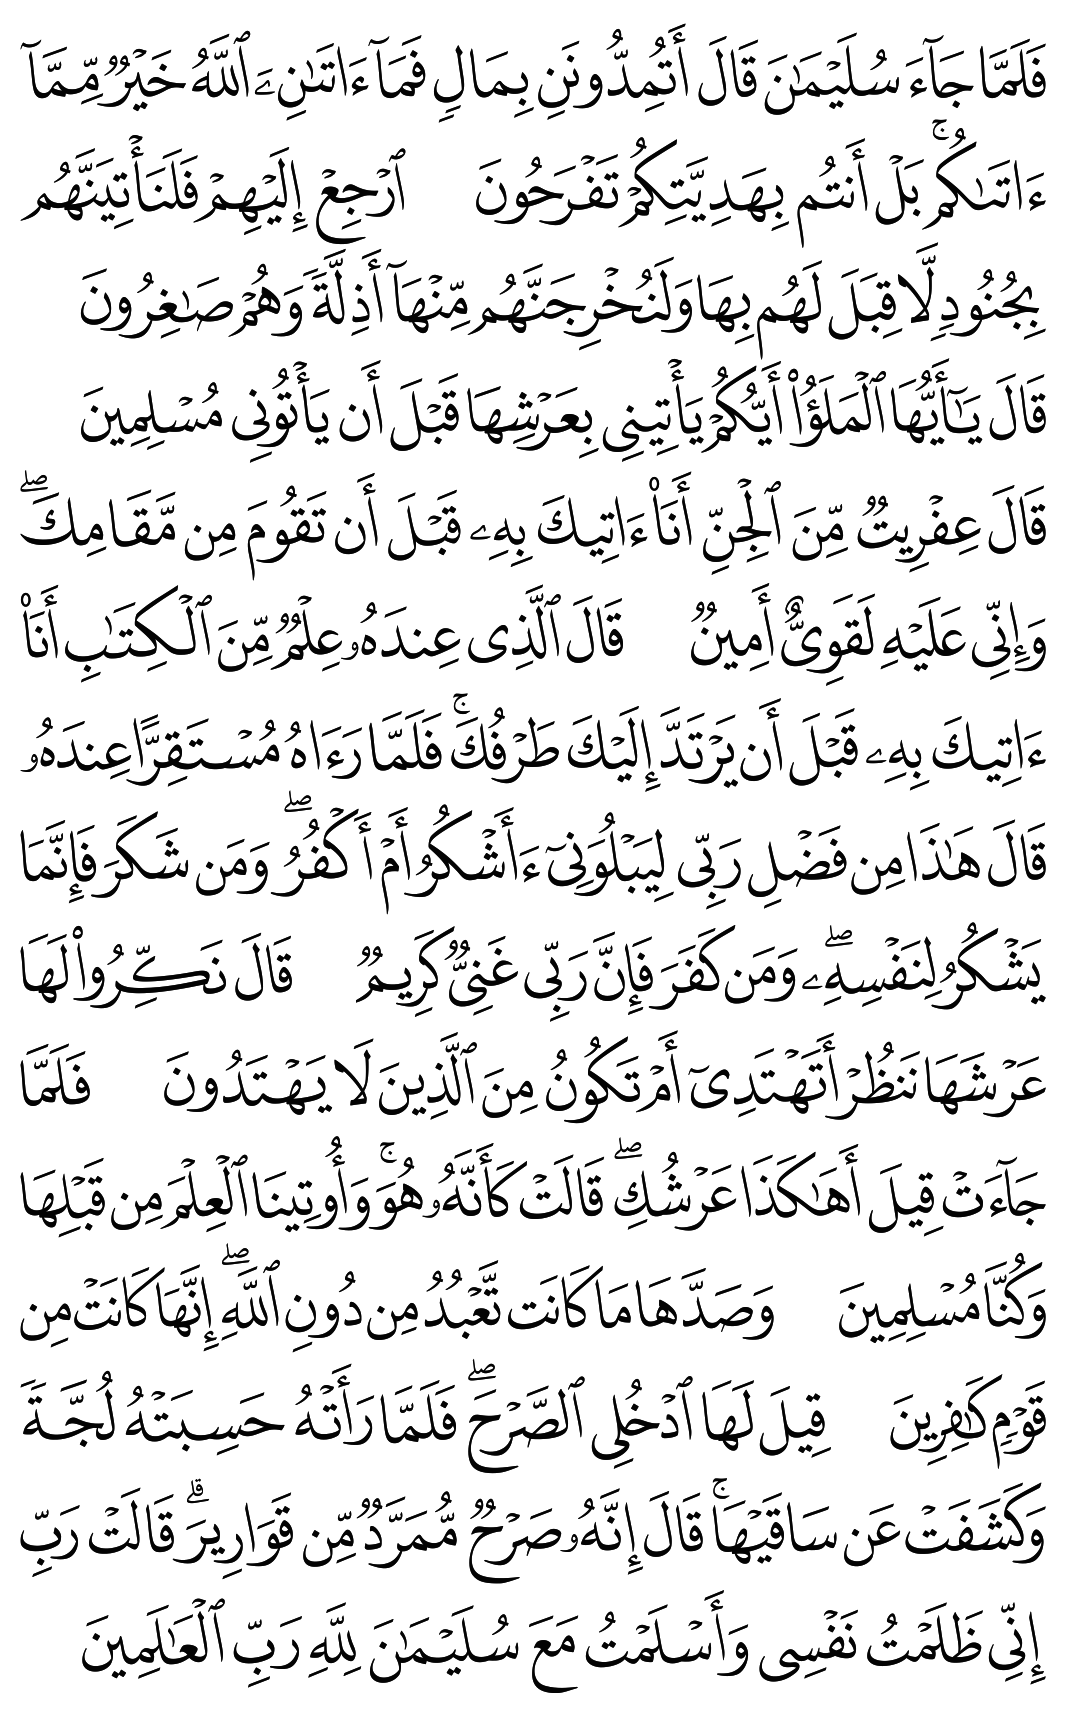 فَلَمَّا جَآءَ سُلَيۡمَٰنَ قَالَ أَتُمِدُّونَنِ بِمَالٖ فَمَآ ءَاتَىٰنِۦَ ٱللَّهُ خَيۡرٞ مِّمَّآ
ءَاتَىٰكُمۚ بَلۡ أَنتُم بِهَدِيَّتِكُمۡ تَفۡرَحُونَ ٱرۡجِعۡ إِلَيۡهِمۡ فَلَنَأۡتِيَنَّهُم
بِجُنُودٖ لَّا قِبَلَ لَهُم بِهَا وَلَنُخۡرِجَنَّهُم مِّنۡهَآ أَذِلَّةٗ وَهُمۡ صَٰغِرُونَ
قَالَ يَٰٓأَيُّهَا ٱلۡمَلَؤُاْ أَيُّكُمۡ يَأۡتِينِي بِعَرۡشِهَا قَبۡلَ أَن يَأۡتُونِي مُسۡلِمِينَ
قَالَ عِفۡرِيتٞ مِّنَ ٱلۡجِنِّ أَنَا۠ ءَاتِيكَ بِهِۦ قَبۡلَ أَن تَقُومَ مِن مَّقَامِكَۖ
وَإِنِّي عَلَيۡهِ لَقَوِيٌّ أَمِينٞ قَالَ ٱلَّذِي عِندَهُۥ عِلۡمٞ مِّنَ ٱلۡكِتَٰبِ أَنَا۠
ءَاتِيكَ بِهِۦ قَبۡلَ أَن يَرۡتَدَّ إِلَيۡكَ طَرۡفُكَۚ فَلَمَّا رَءَاهُ مُسۡتَقِرًّا عِندَهُۥ
قَالَ هَٰذَا مِن فَضۡلِ رَبِّي لِيَبۡلُوَنِيٓ ءَأَشۡكُرُ أَمۡ أَكۡفُرُۖ وَمَن شَكَرَ فَإِنَّمَا
يَشۡكُرُ لِنَفۡسِهِۦۖ وَمَن كَفَرَ فَإِنَّ رَبِّي غَنِيّٞ كَرِيمٞ قَالَ نَكِّرُواْ لَهَا
عَرۡشَهَا نَنظُرۡ أَتَهۡتَدِيٓ أَمۡ تَكُونُ مِنَ ٱلَّذِينَ لَا يَهۡتَدُونَ فَلَمَّا
جَآءَتۡ قِيلَ أَهَٰكَذَا عَرۡشُكِۖ قَالَتۡ كَأَنَّهُۥ هُوَۚ وَأُوتِينَا ٱلۡعِلۡمَ مِن قَبۡلِهَا
وَكُنَّا مُسۡلِمِينَ وَصَدَّهَا مَا كَانَت تَّعۡبُدُ مِن دُونِ ٱللَّهِۖ إِنَّهَا كَانَتۡ مِن
قَوۡمٖ كَٰفِرِينَ قِيلَ لَهَا ٱدۡخُلِي ٱلصَّرۡحَۖ فَلَمَّا رَأَتۡهُ حَسِبَتۡهُ لُجَّةٗ
وَكَشَفَتۡ عَن سَاقَيۡهَاۚ قَالَ إِنَّهُۥ صَرۡحٞ مُّمَرَّدٞ مِّن قَوَارِيرَۗ قَالَتۡ رَبِّ
إِنِّي ظَلَمۡتُ نَفۡسِي وَأَسۡلَمۡتُ مَعَ سُلَيۡمَٰنَ لِلَّهِ رَبِّ ٱلۡعَٰلَمِينَ